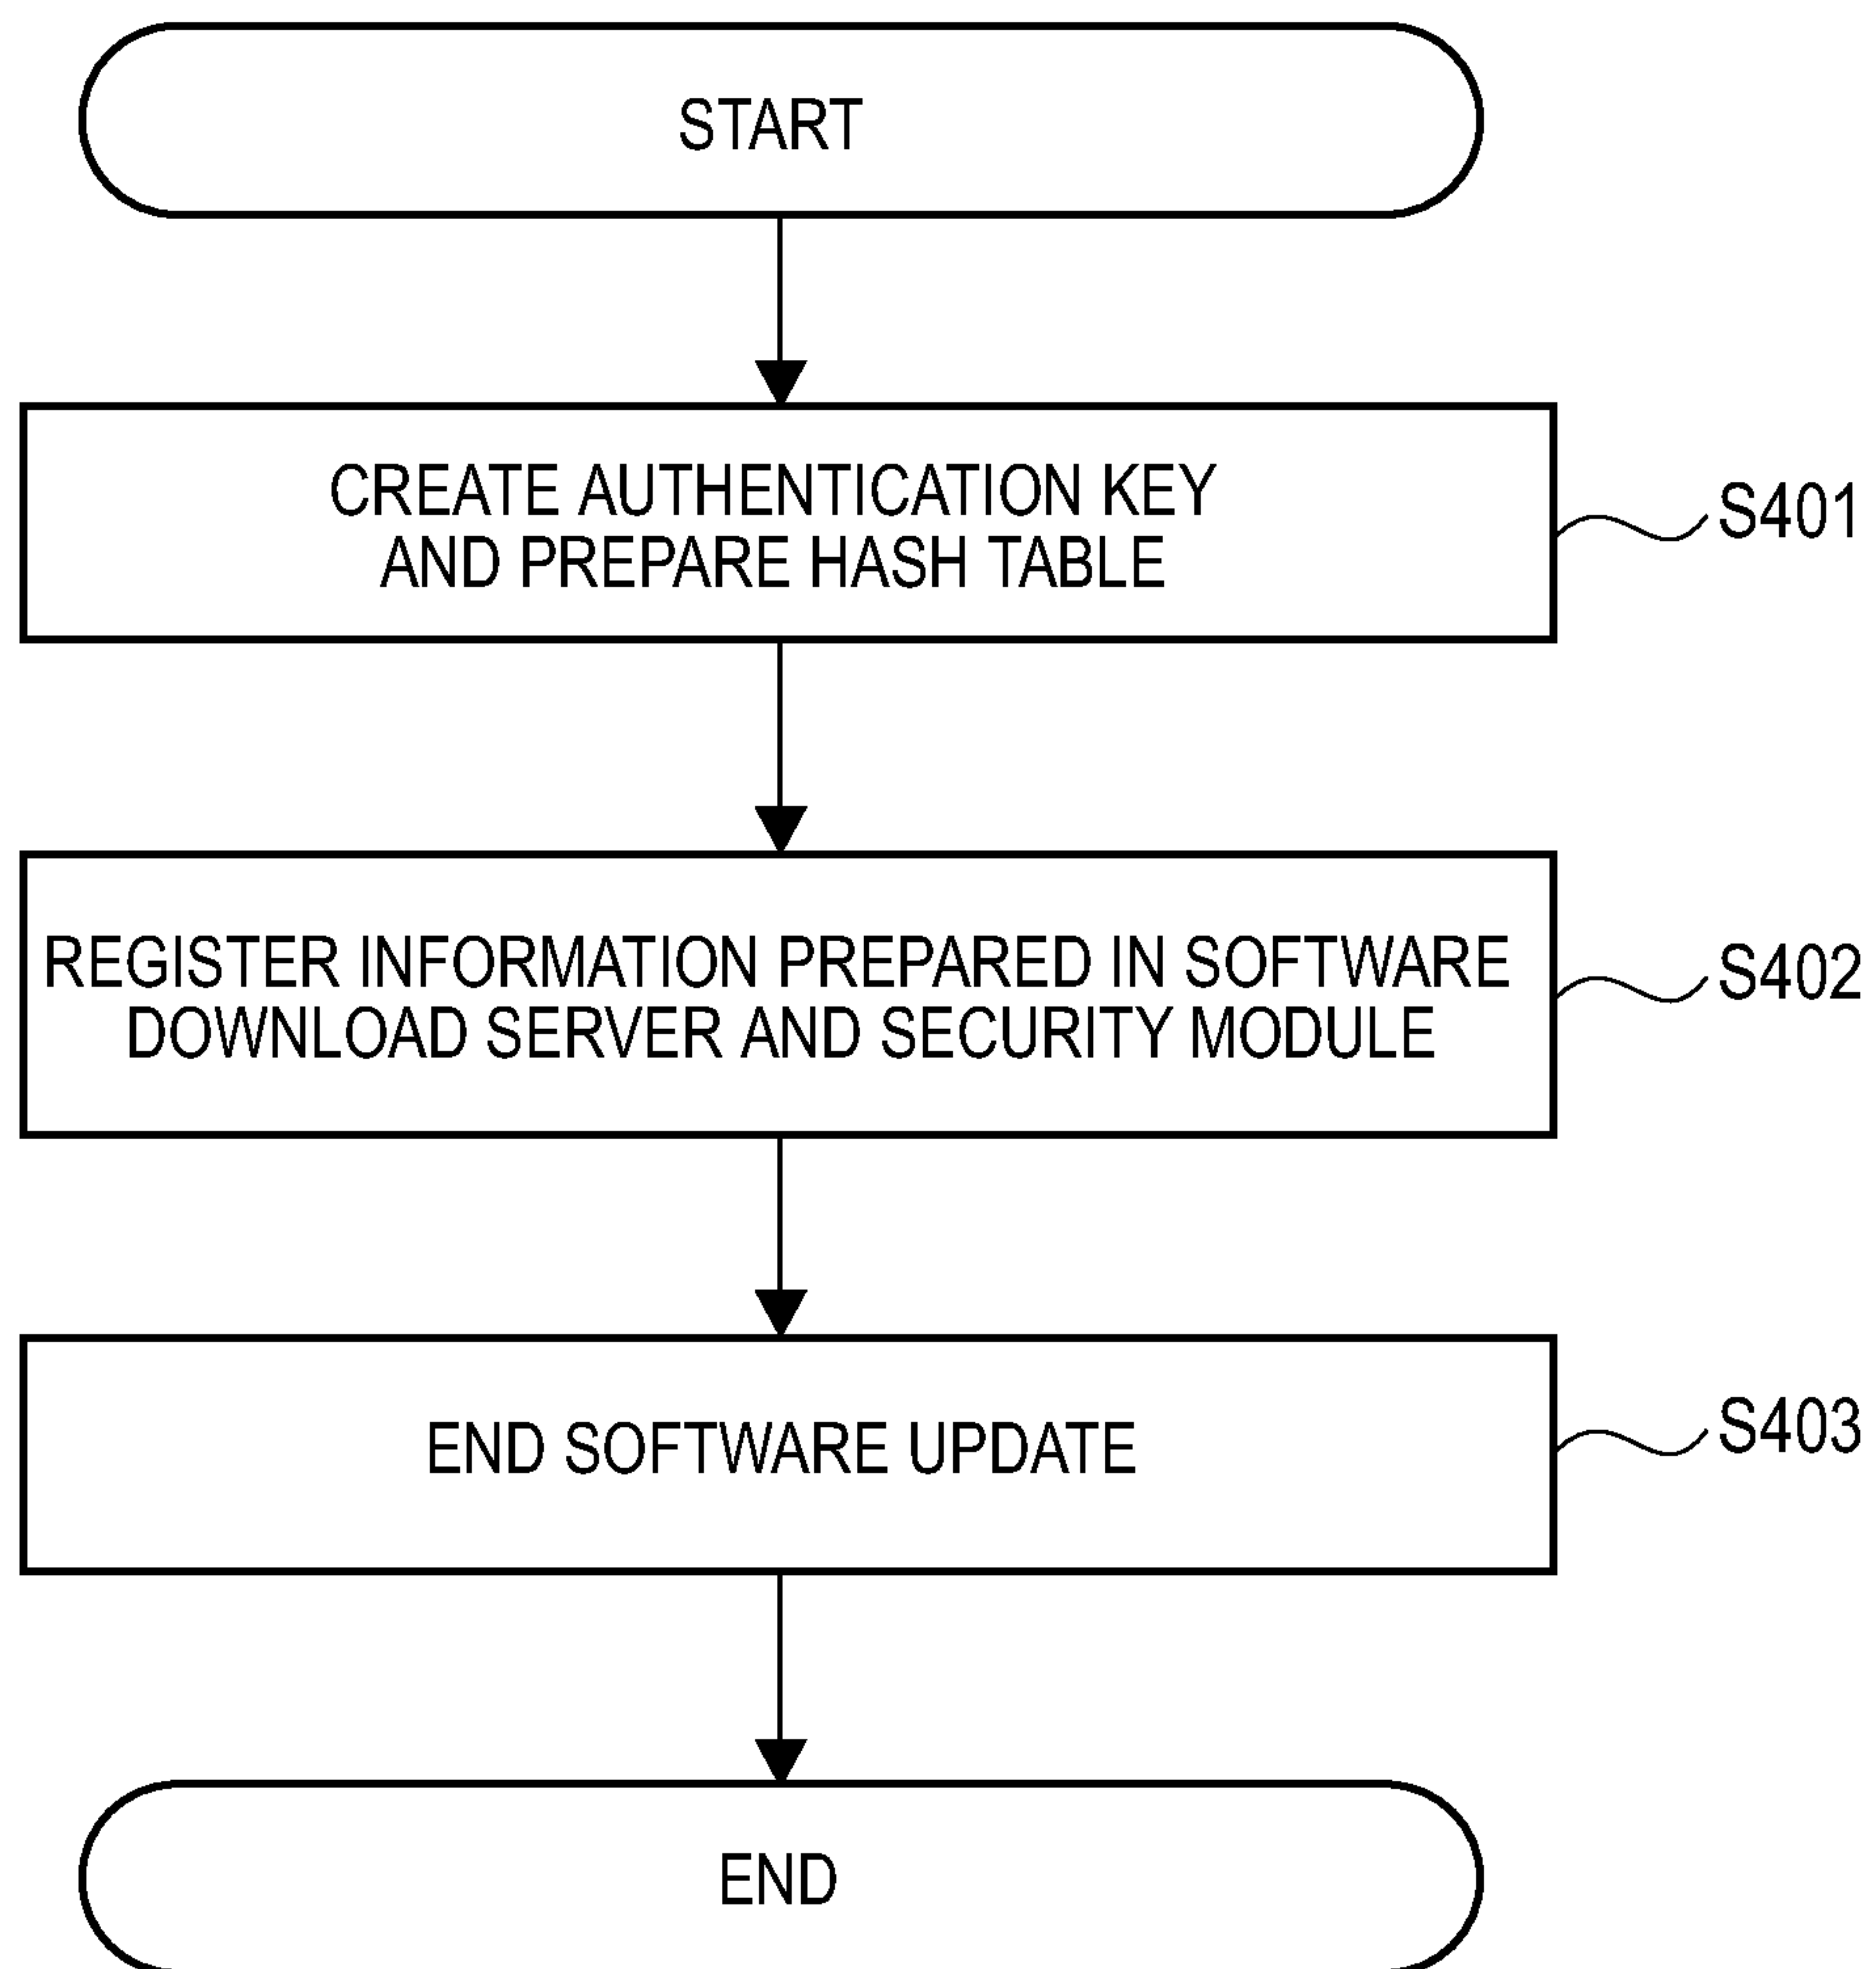 START
CREATE AUTHENTICATION KEY
AND PREPARE HASH TABLE
S401
REGISTER INFORMATION PREPARED IN SOFTWARE
DOWNLOAD SERVER AND SECURITY MODULE
S402
END SOFTWARE UPDATE
S403
END